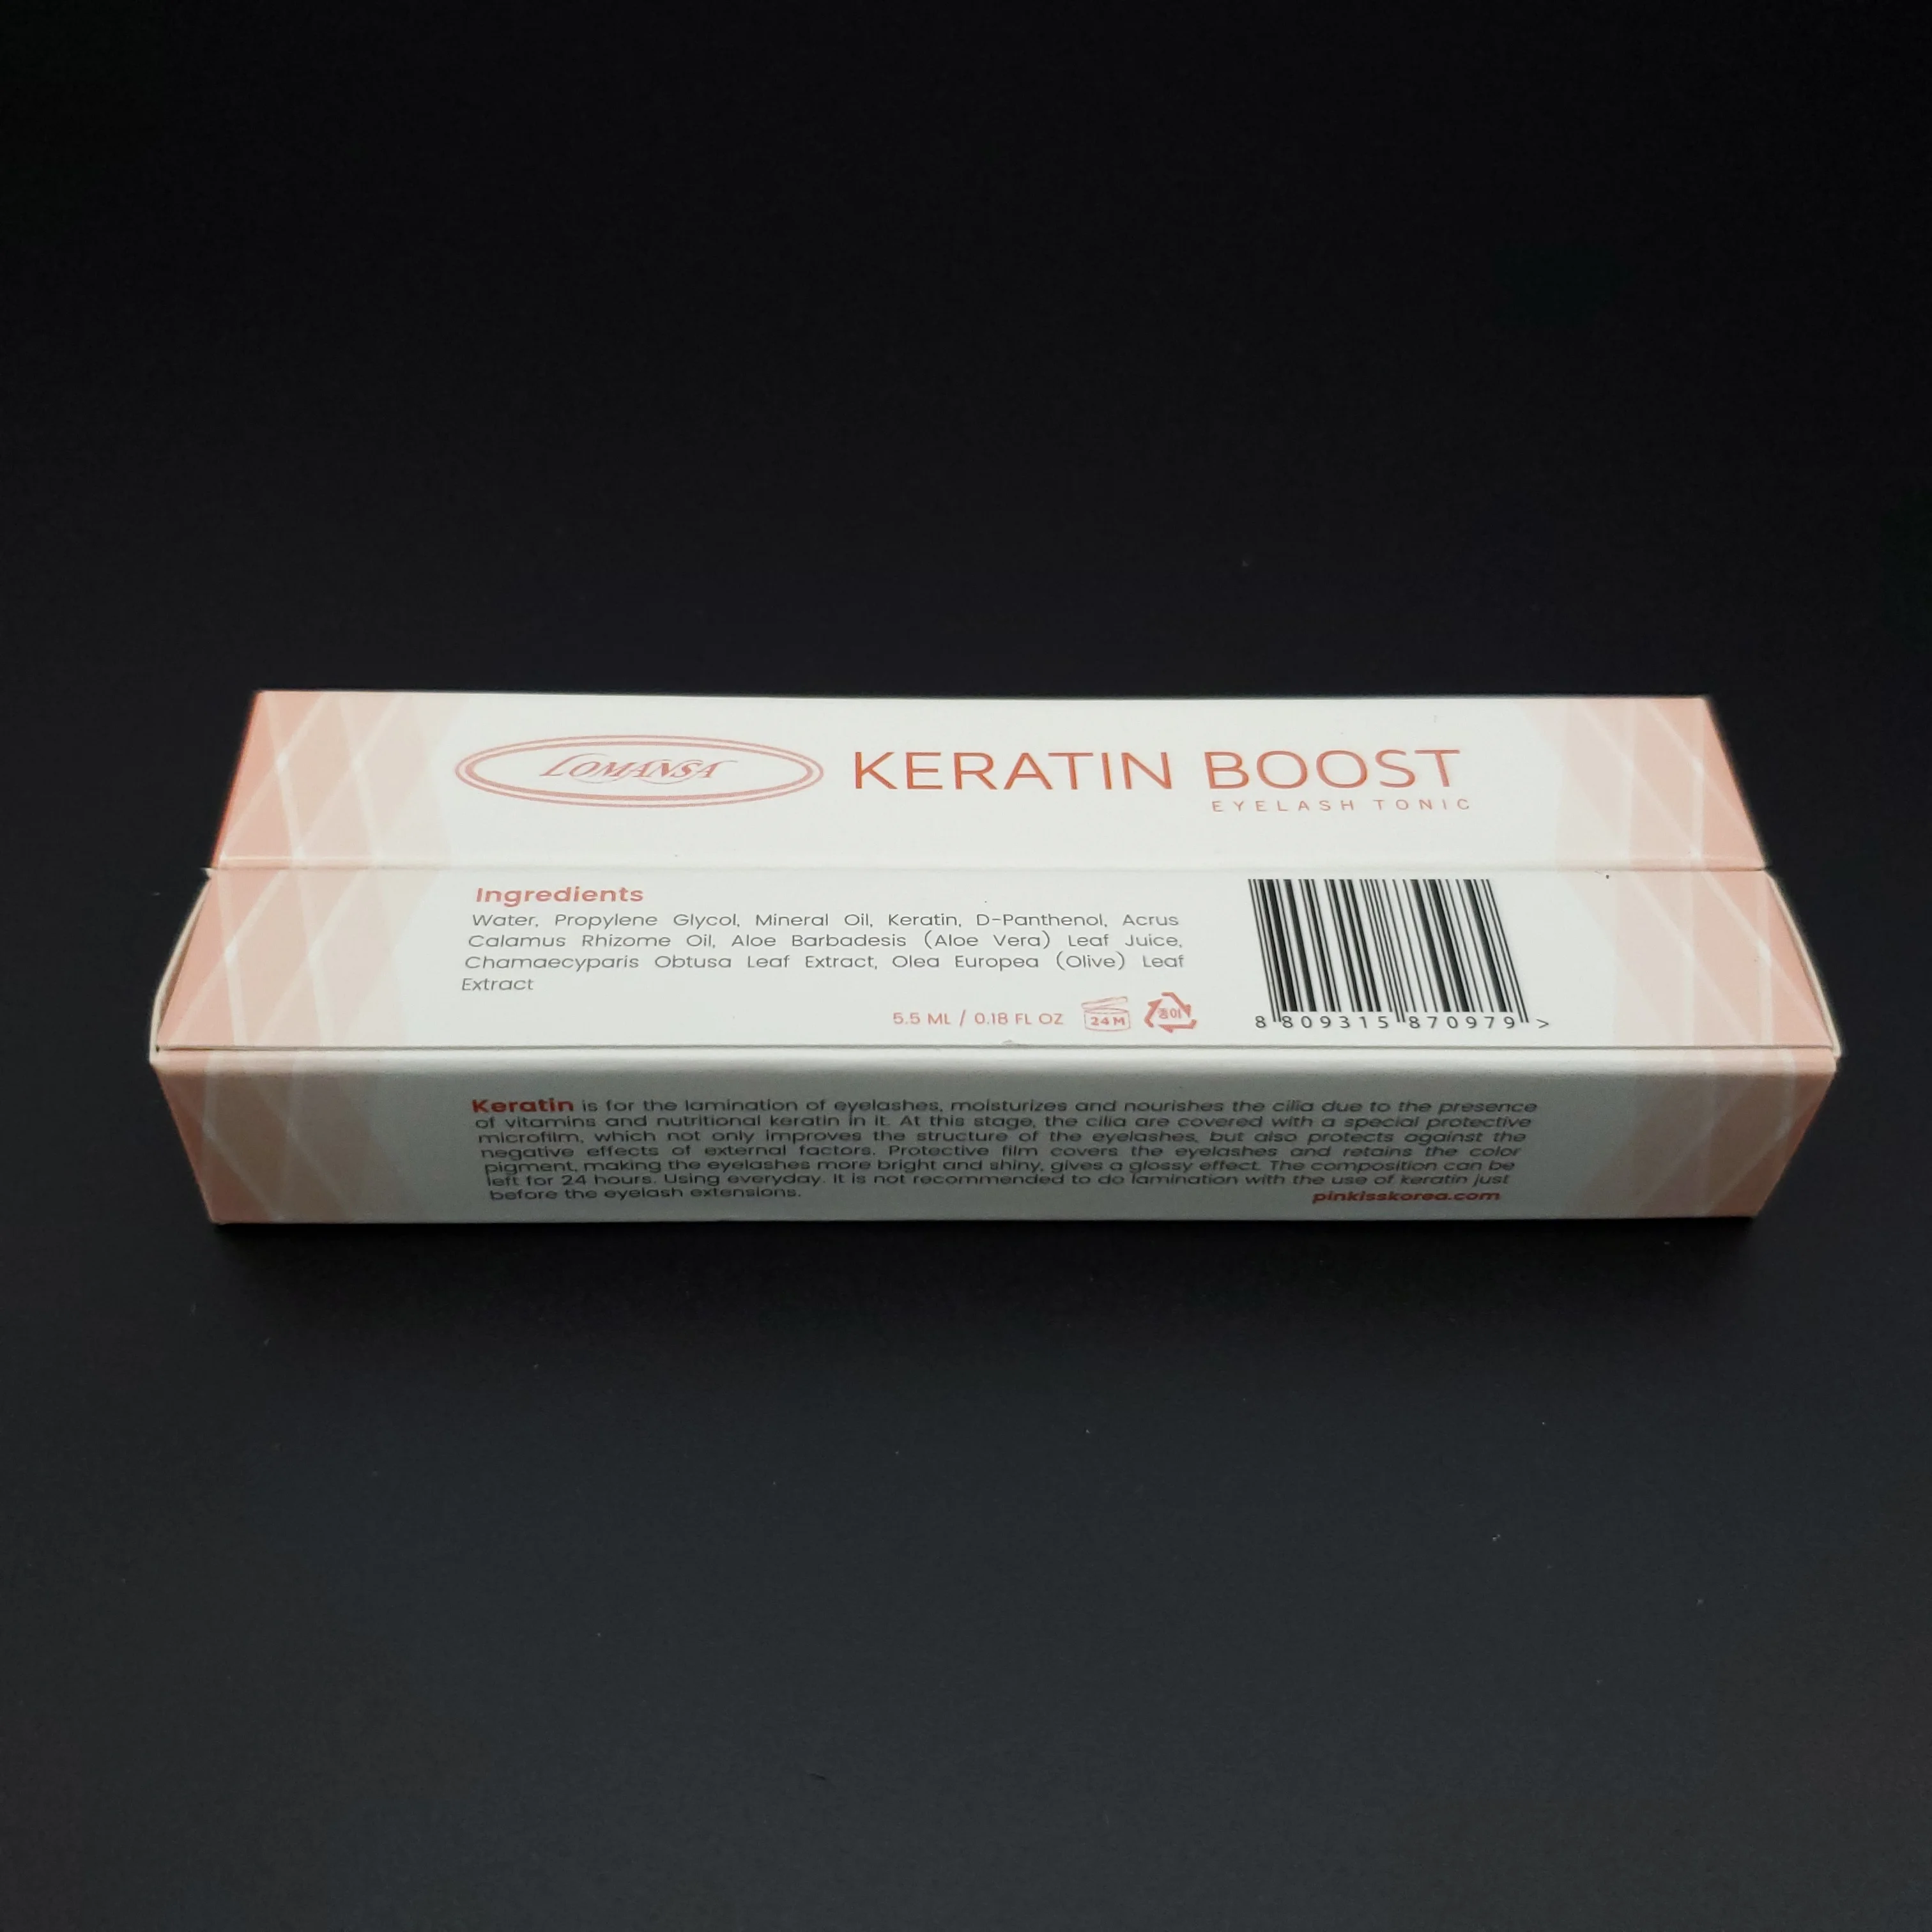 LOMANSA KERATIN BOOST
EYELASH TONIC
Ingredients
Water, Propylene Glycol, Mineral Oil, Keratin, D-Panthenol, Acrus
Calamus Rhizome Oil, Aloe Barbadesis (Aloe Vera) Leaf Juice,
Chamaecyparis Obtusa Leaf Extract, Olea Europea (Olive) Leaf
Extract
5.5 ML / 0.18 FL OZ 24M 종이
8 809315 870979 >
Keratin is for the lamination of eyelashes, moisturizes and nourishes the cilia due to the presence
of vitamins and nutritional keratin in it. At this stage, the cilia are covered with a special protective
microfilm, which not only improves the structure of the eyelashes, but also protects against the
negative effects of external factors. Protective film covers the eyelashes and retains the color
pigment, making the eyelashes more bright and shiny, gives a glossy effect. The composition can be
left for 24 hours. Using everyday. It is not recommended to do lamination with the use of keratin just
before the eyelash extensions.
pinkisskorea.com